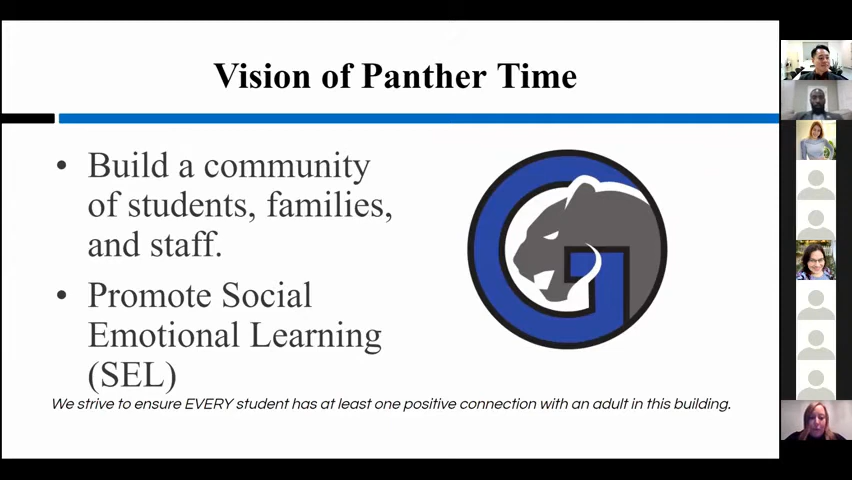 Vision of Panther Time
• Build a community
of students, families,
and staff.
• Promote Social
Emotional Learning
(SEL)
We strive to ensure EVERY student has at least one positive connection with an adult in this building.
G